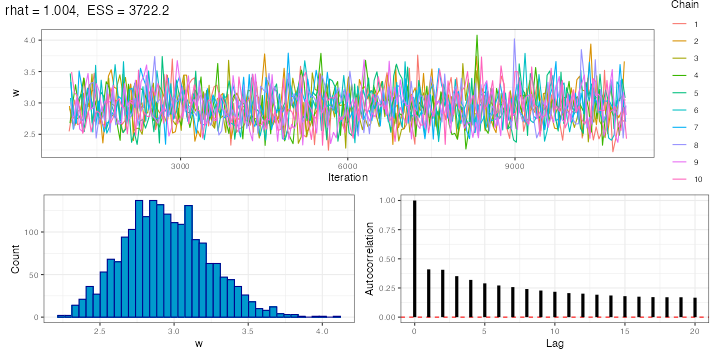 rhat = 1.004, ESS = 3722.2
Chain
1
2
3
4
5
6
7
8
9
10
4.0
3.5
3.0
2.5
w
3000 6000 9000
Iteration
100
50
0
Count
2.5 3.0 3.5 4.0
w
1.00
0.75
0.50
0.25
0.00
Autocorrelation
0 5 10 15 20
Lag